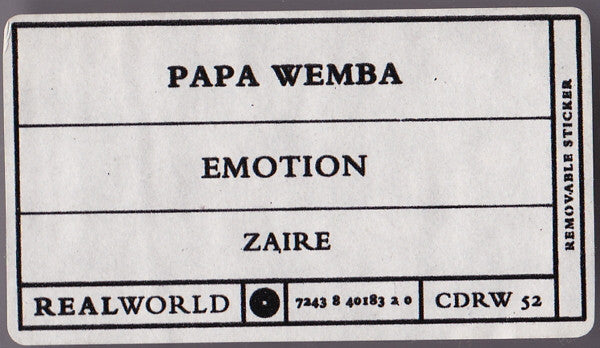 PAPA WEMBA
EMOTION
ZAIRE
REALWORLD
7243 8 40183 2 0
CDRW 52
REMOVABLE STICKER